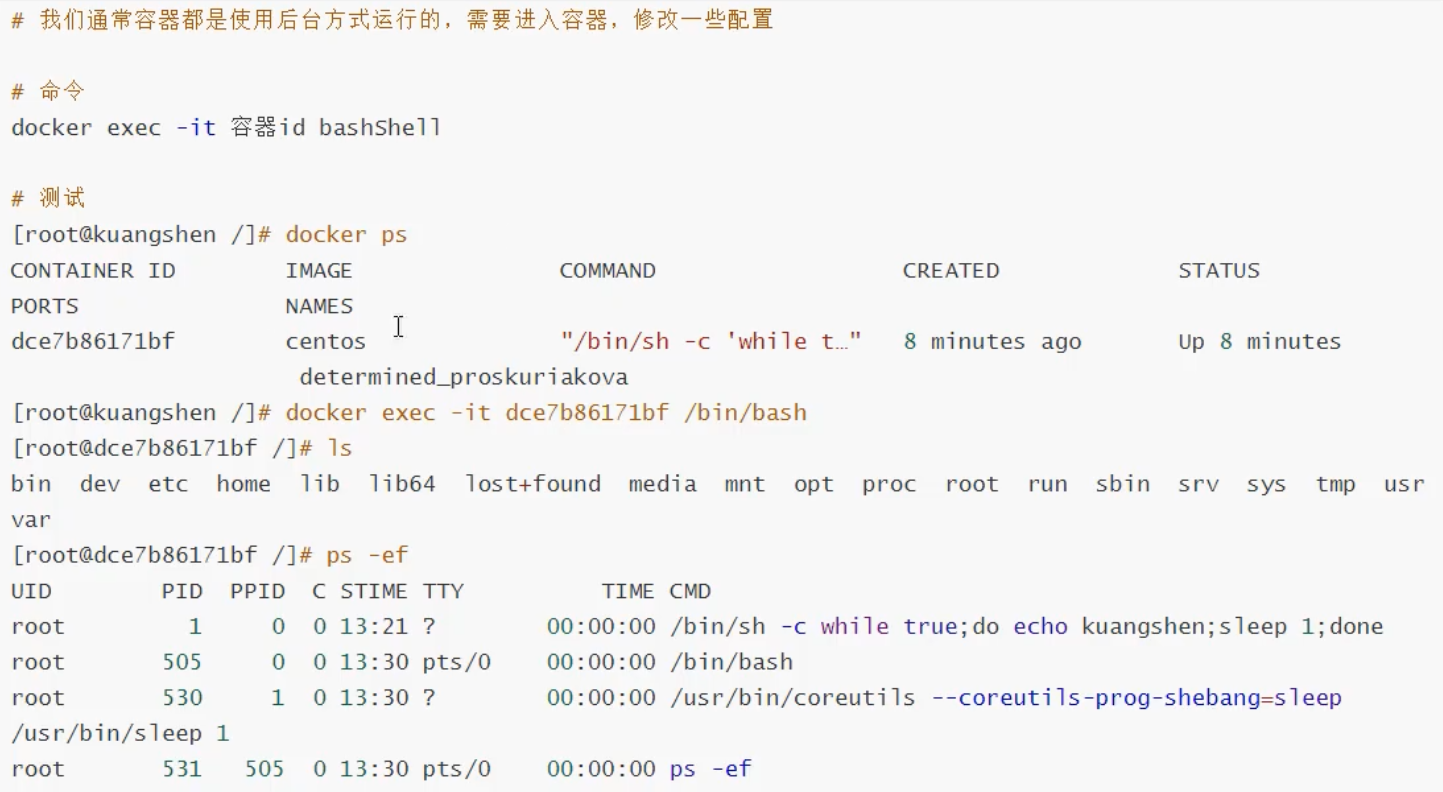 # 我们通常容器都是使用后台方式运行的，需要进入容器，修改一些配置
# 命令
docker exec -it 容器id bashShell
# 测试
[root@kuangshen /]# docker ps
CONTAINER ID IMAGE COMMAND CREATED STATUS
PORTS NAMES
dce7b86171bf centos "/bin/sh -c 'while t…" 8 minutes ago Up 8 minutes
determined_proskuriakova
[root@kuangshen /]# docker exec -it dce7b86171bf /bin/bash
[root@dce7b86171bf /]# ls
bin dev etc home lib lib64 lost+found media mnt opt proc root run sbin srv sys tmp usr
var
[root@dce7b86171bf /]# ps -ef
UID PID PPID C STIME TTY TIME CMD
root 1 0 0 13:21 ? 00:00:00 /bin/sh -c while true;do echo kuangshen;sleep 1;done
root 505 0 0 13:30 pts/0 00:00:00 /bin/bash
root 530 1 0 13:30 ? 00:00:00 /usr/bin/coreutils --coreutils-prog-shebang=sleep
/usr/bin/sleep 1
root 531 505 0 13:30 pts/0 00:00:00 ps -ef